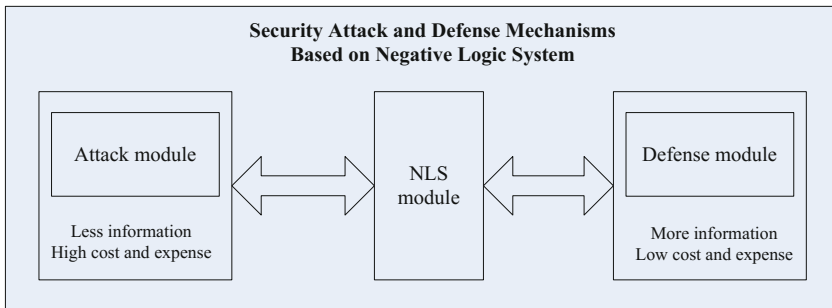 Security Attack and Defense Mechanisms
Based on Negative Logic System
Attack module
Less information
High cost and expense
NLS
module
Defense module
More information
Low cost and expense